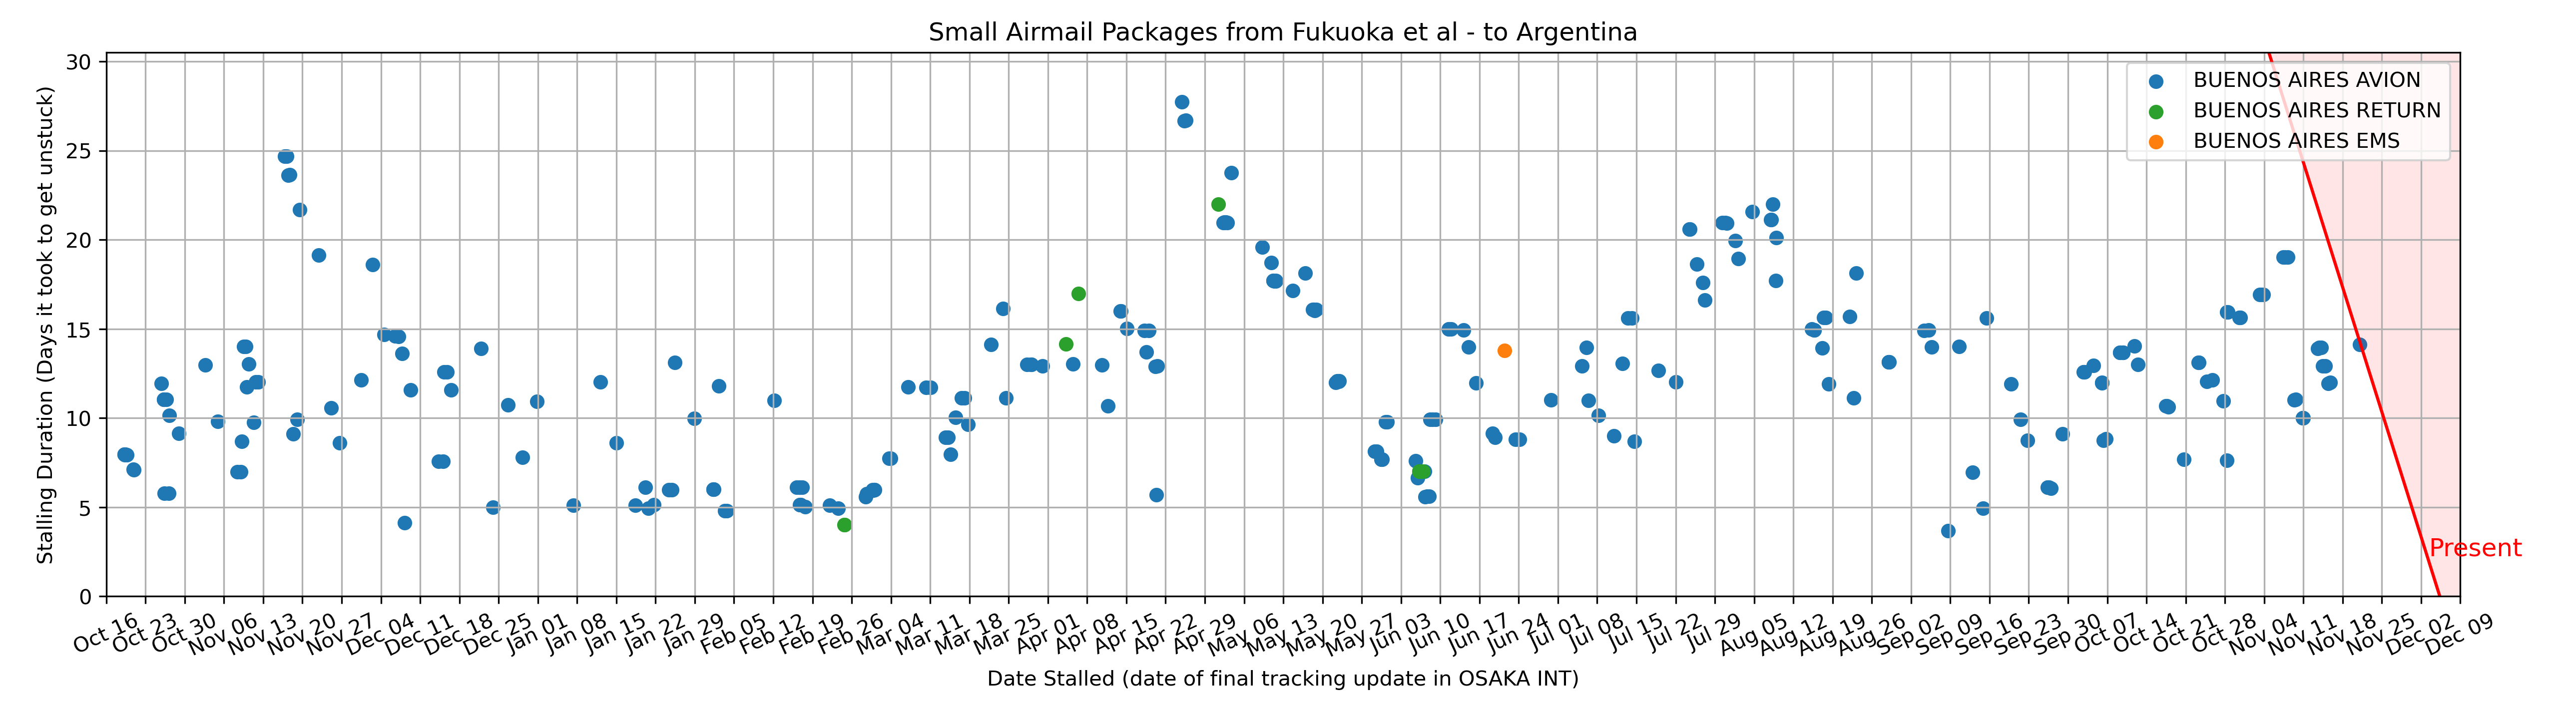 Small Airmail Packages from Fukuoka et al - to Argentina
Stalling Duration (Days it took to get unstuck)
30
25
20
15
10
5
0
BUENOS AIRES AVION
BUENOS AIRES RETURN
BUENOS AIRES EMS
Present
Oct 16
Oct 23
Oct 30
Nov 06
Nov 13
Nov 20
Nov 27
Dec 04
Dec 11
Dec 18
Dec 25
Jan 01
Jan 08
Jan 15
Jan 22
Jan 29
Feb 05
Feb 12
Feb 19
Feb 26
Mar 04
Mar 11
Mar 18
Mar 25
Apr 01
Apr 08
Apr 15
Apr 22
Apr 29
May 06
May 13
May 20
May 27
Jun 03
Jun 10
Jun 17
Jun 24
Jul 01
Jul 08
Jul 15
Jul 22
Jul 29
Aug 05
Aug 12
Aug 19
Aug 26
Sep 02
Sep 09
Sep 16
Sep 23
Sep 30
Oct 07
Oct 14
Oct 21
Oct 28
Nov 04
Nov 11
Nov 18
Nov 25
Dec 02
Dec 09
Date Stalled (date of final tracking update in OSAKA INT)